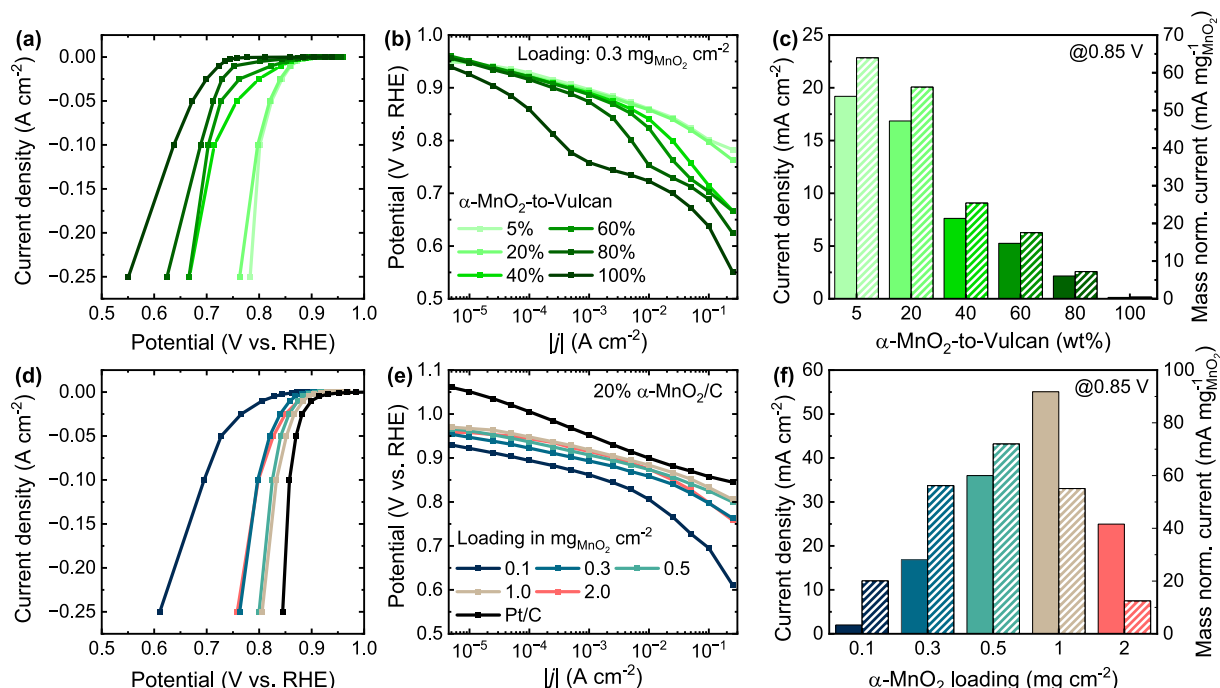 (a)
0.00
−0.05
−0.10
−0.15
−0.20
−0.25
Current density (A cm⁻²)
0.5 0.6 0.7 0.8 0.9 1.0
Potential (V vs. RHE)
(b)
Loading: 0.3 mg_MnO₂ cm⁻²
1.0
0.9
0.8
0.7
0.6
0.5
Potential (V vs. RHE)
α-MnO₂-to-Vulcan
5% 60%
20% 80%
40% 100%
10⁻⁵ 10⁻⁴ 10⁻³ 10⁻² 10⁻¹
|j| (A cm⁻²)
(c)
@0.85 V
25
20
15
10
5
0
Current density (mA cm⁻²)
70
60
50
40
30
20
10
0
Mass norm. current (mA mg⁻¹_MnO₂)
5 20 40 60 80 100
α-MnO₂-to-Vulcan (wt%)
(d)
0.00
−0.05
−0.10
−0.15
−0.20
−0.25
Current density (A cm⁻²)
0.5 0.6 0.7 0.8 0.9 1.0
Potential (V vs. RHE)
(e)
20% α-MnO₂/C
1.1
1.0
0.9
0.8
0.7
0.6
0.5
Potential (V vs. RHE)
Loading in mg_MnO₂ cm⁻²
0.1 0.3 0.5
1.0 2.0
Pt/C
10⁻⁵ 10⁻⁴ 10⁻³ 10⁻² 10⁻¹
|j| (A cm⁻²)
(f)
@0.85 V
60
50
40
30
20
10
0
Current density (mA cm⁻²)
100
80
60
40
20
0
Mass norm. current (mA mg⁻¹_MnO₂)
0.1 0.3 0.5 1 2
α-MnO₂ loading (mg cm⁻²)